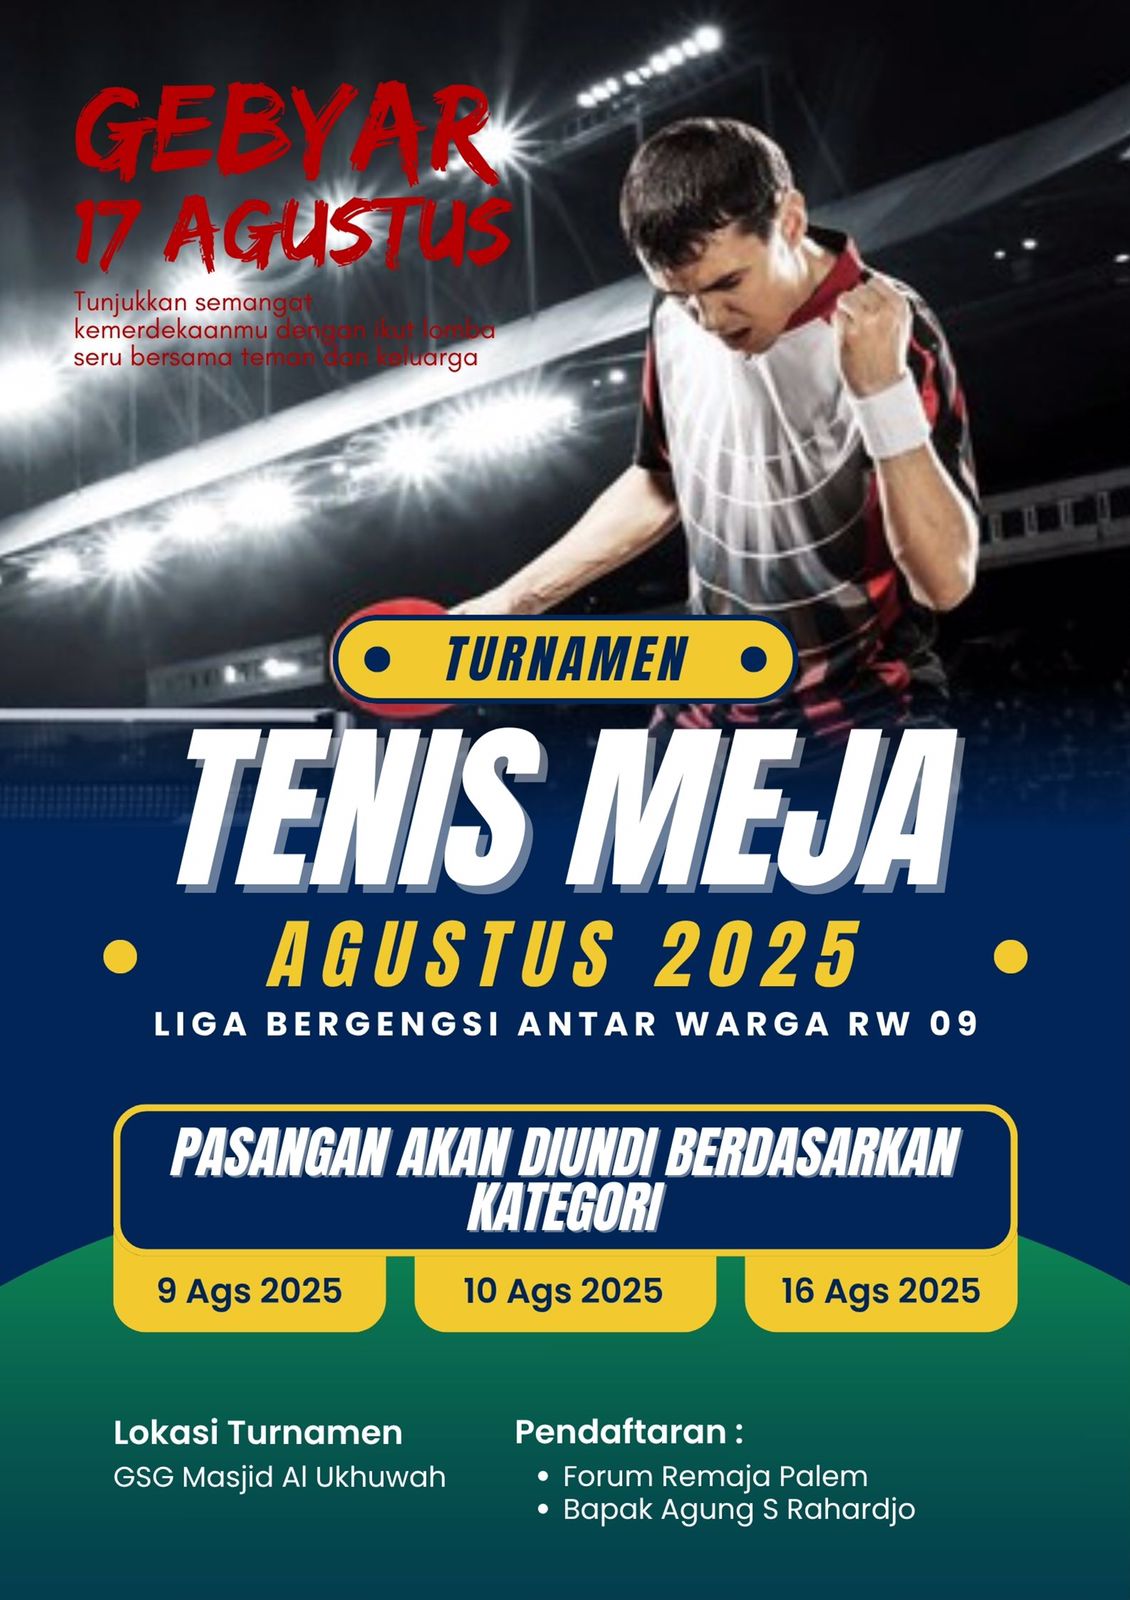 GEBYAR
17 AGUSTUS
Tunjukkan semangat
kemerdekaanmu dengan ikut lomba
seru bersama teman dan keluarga
TURNAMEN
TENIS MEJA
AGUSTUS 2025
LIGA BERGENGSI ANTAR WARGA RW 09
PASANGAN AKAN DIUNDI BERDASARKAN
KATEGORI
9 Ags 2025
10 Ags 2025
16 Ags 2025
Lokasi Turnamen
GSG Masjid Al Ukhuwah
Pendaftaran :
• Forum Remaja Palem
• Bapak Agung S Rahardjo